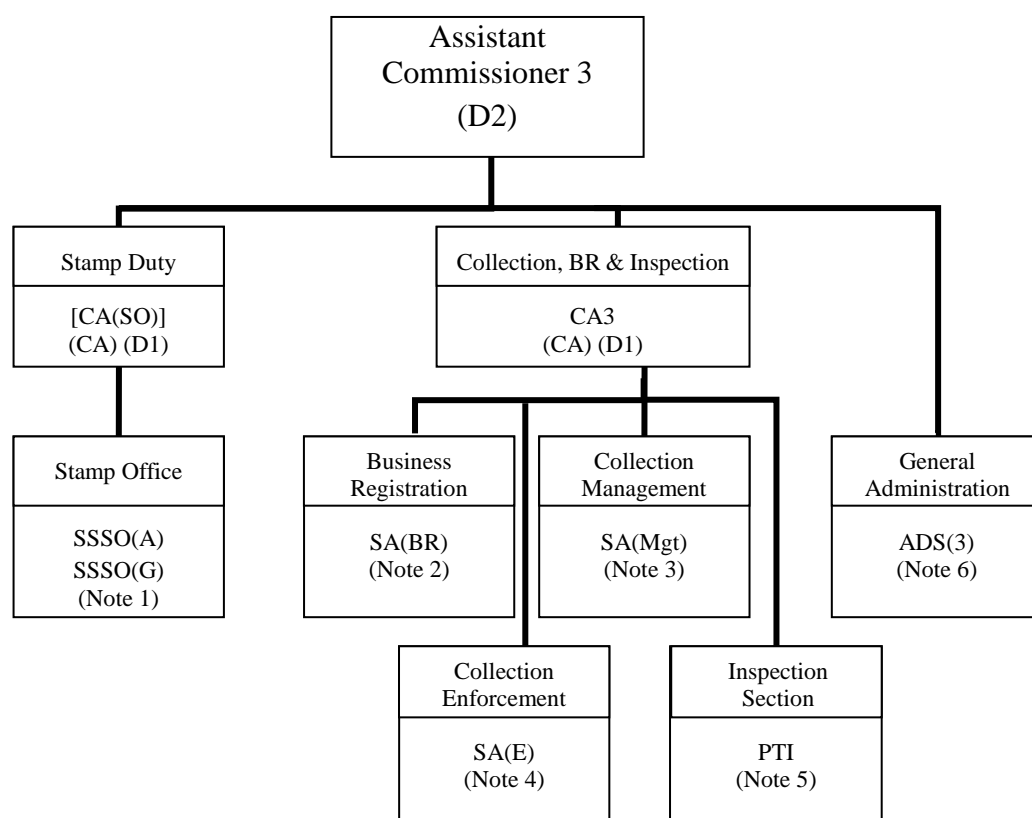 Assistant
Commissioner 3
(D2)
Stamp Duty
[CA(SO)]
(CA) (D1)
Collection, BR & Inspection
CA3
(CA) (D1)
Stamp Office
SSSO(A)
SSSO(G)
(Note 1)
Business
Registration
SA(BR)
(Note 2)
Collection
Management
SA(Mgt)
(Note 3)
General
Administration
ADS(3)
(Note 6)
Collection
Enforcement
SA(E)
(Note 4)
Inspection
Section
PTI
(Note 5)